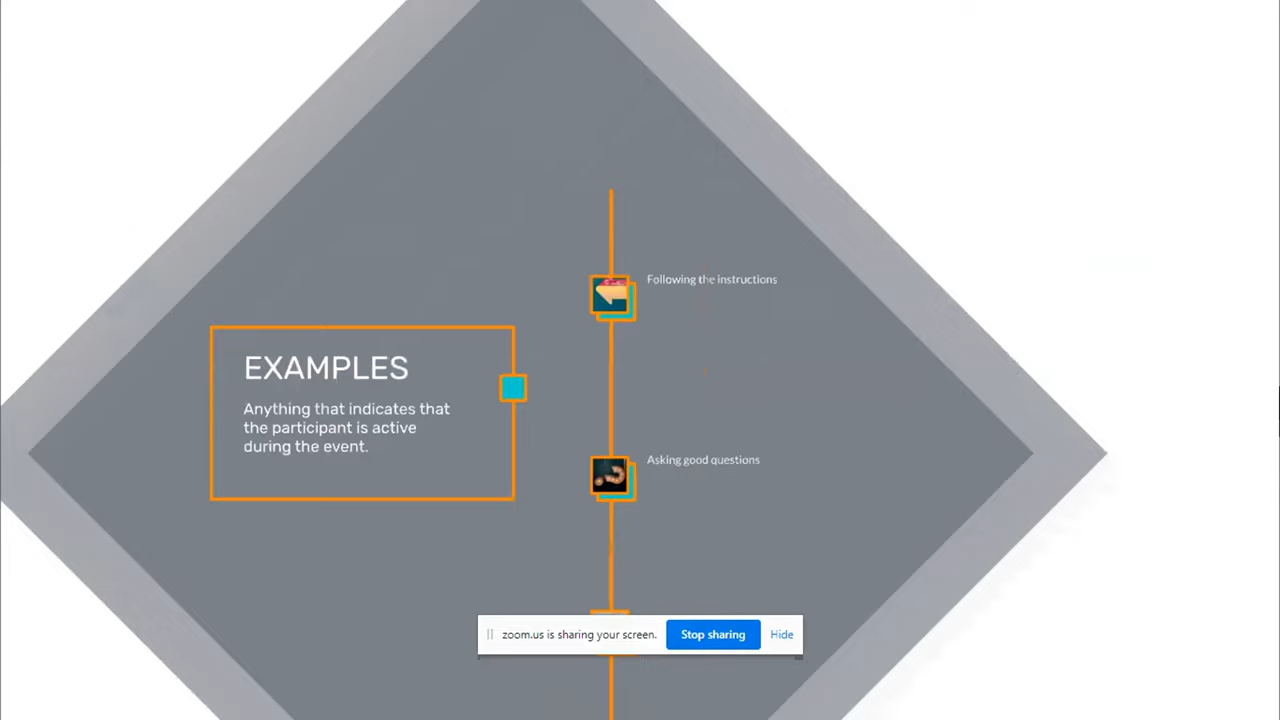 Following the instructions
EXAMPLES
Anything that indicates that
the participant is active
during the event.
Asking good questions
zoom.us is sharing your screen.
Stop sharing
Hide